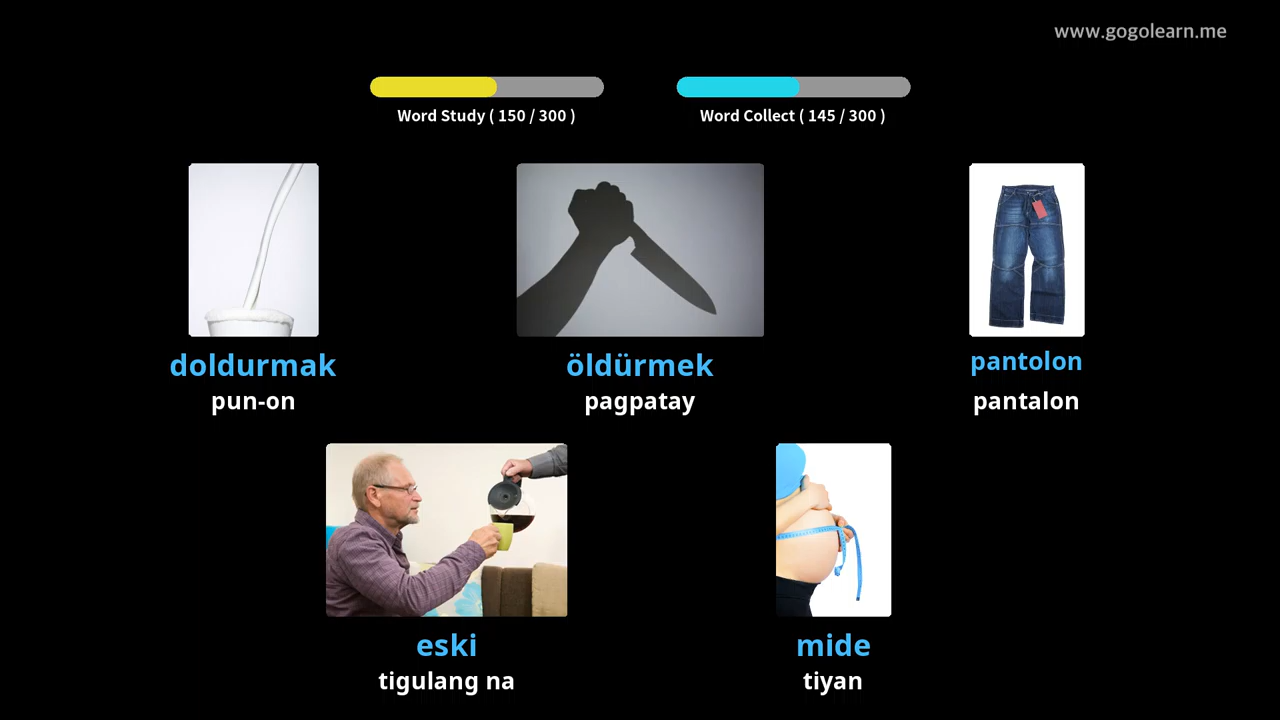 www.gogolearn.me
Word Study ( 150 / 300 )
Word Collect ( 145 / 300 )
doldurmak
pun-on
öldürmek
pagpatay
pantolon
pantalon
eski
tigulang na
mide
tiyan